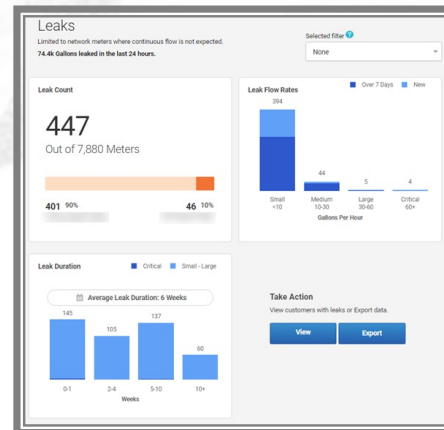 Leaks
Limited to network meters where continuous flow is not expected.
74.4k Gallons leaked in the last 24 hours.
Selected filter
None
Leak Count
447
Out of 7,880 Meters
401 90%
46 10%
Leak Flow Rates
Over 7 Days
New
394
44
5
4
Small
<10
Medium
10-30
Large
30-60
Critical
60+
Gallons Per Hour
Leak Duration
Critical
Small - Large
Average Leak Duration: 6 Weeks
145
105
137
60
0-1
2-4
5-10
10+
Weeks
Take Action
View customers with leaks or Export data.
View
Export